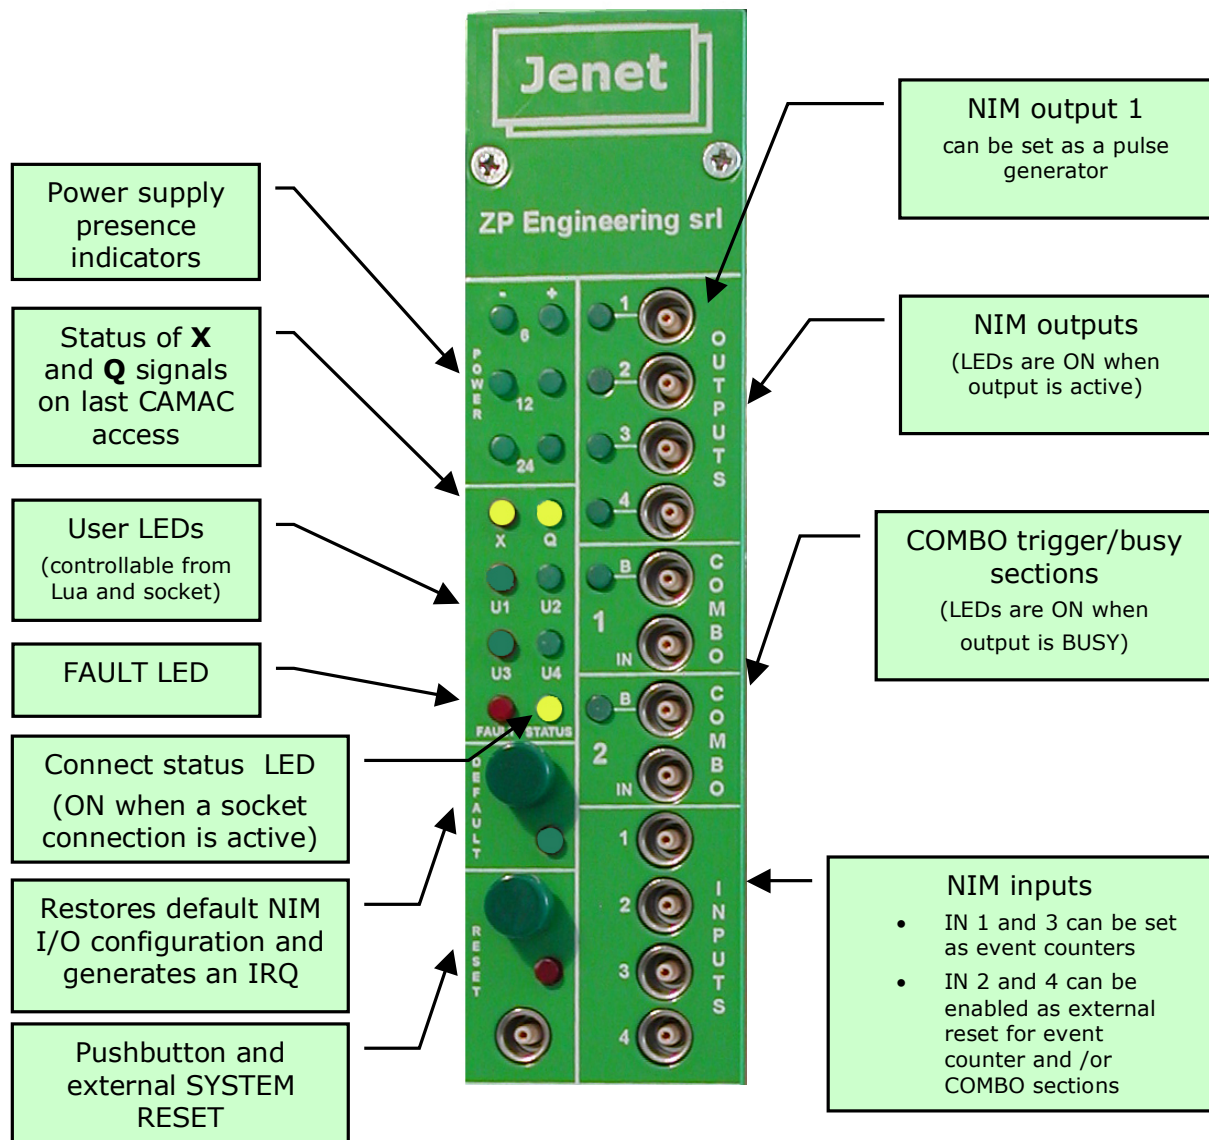 Jenet
ZP Engineering srl
Power supply
presence
indicators
Status of X
and Q signals
on last CAMAC
access
User LEDs
(controllable from
Lua and socket)
FAULT LED
Connect status LED
(ON when a socket
connection is active)
Restores default NIM
I/O configuration and
generates an IRQ
Pushbutton and
external SYSTEM
RESET
- +
6
POWER
12
24
X Q
U1 U2
U3 U4
FAULT STATUS
DEFAULT
RESET
1
2
3
4
OUTPUTS
B
1
IN
COMBO
B
2
IN
COMBO
1
2
3
4
INPUTS
NIM output 1
can be set as a pulse
generator
NIM outputs
(LEDs are ON when
output is active)
COMBO trigger/busy
sections
(LEDs are ON when
output is BUSY)
NIM inputs
• IN 1 and 3 can be set
as event counters
• IN 2 and 4 can be
enabled as external
reset for event
counter and /or
COMBO sections